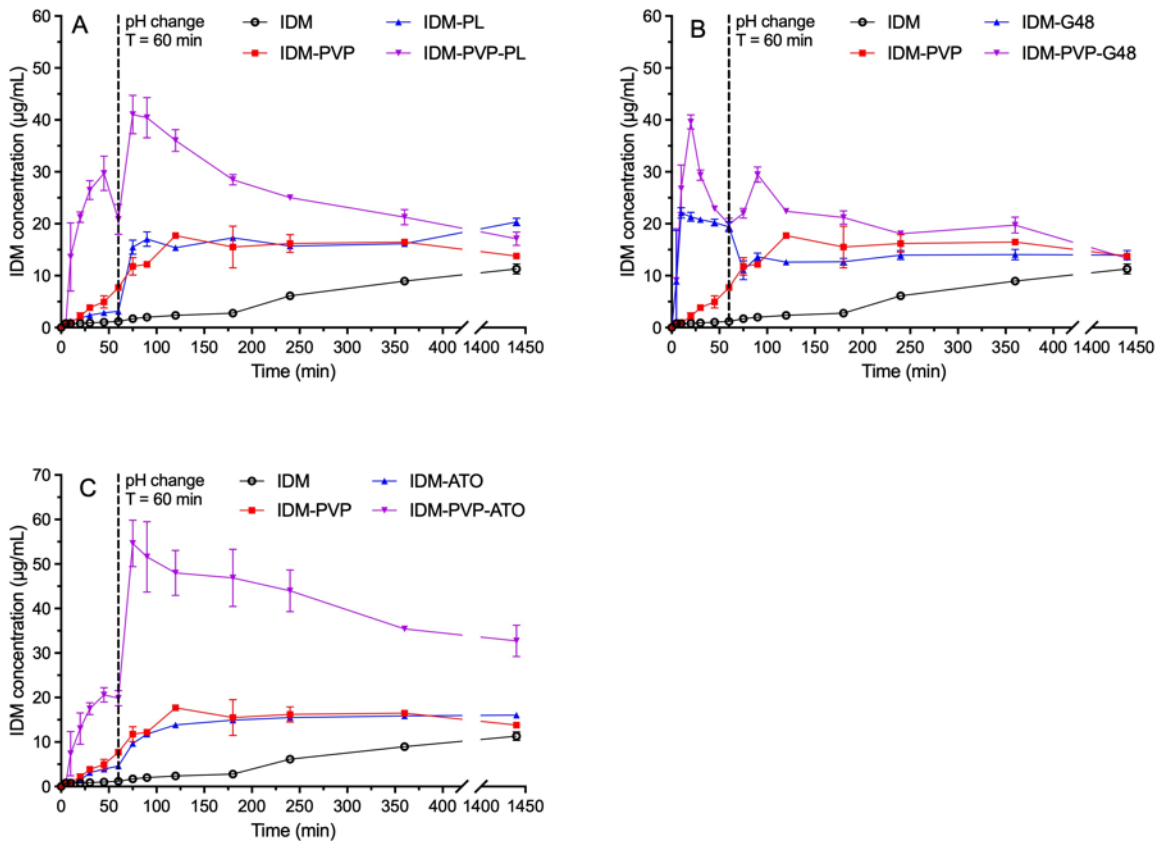 A
pH change
T = 60 min
IDM
IDM-PL
IDM-PVP
IDM-PVP-PL
IDM concentration (µg/mL)
60
50
40
30
20
10
0
0 50 100 150 200 250 300 350 400 1400 1450
Time (min)
B
pH change
T = 60 min
IDM
IDM-G48
IDM-PVP
IDM-PVP-G48
IDM concentration (µg/mL)
60
50
40
30
20
10
0
0 50 100 150 200 250 300 350 400 1400 1450
Time (min)
C
pH change
T = 60 min
IDM
IDM-ATO
IDM-PVP
IDM-PVP-ATO
IDM concentration (µg/mL)
70
60
50
40
30
20
10
0
0 50 100 150 200 250 300 350 400 1400 1450
Time (min)